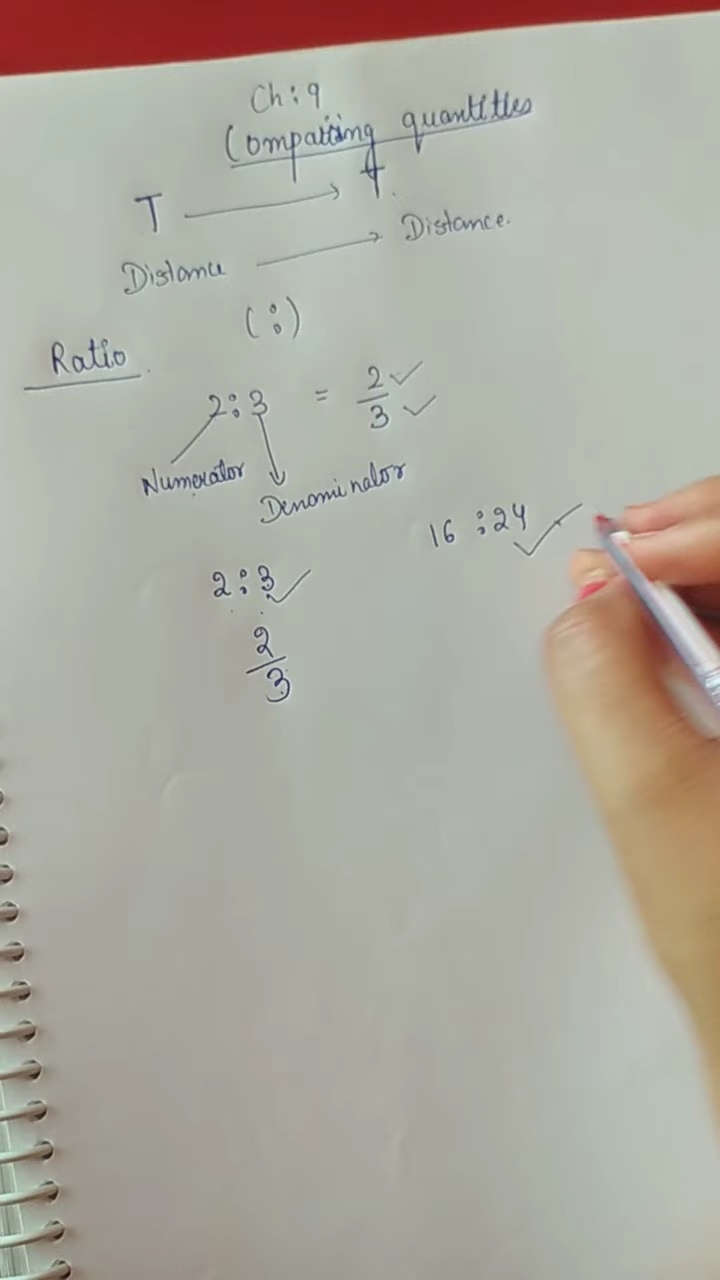 Ch: 9
Comparing quantities
T → T.
Distance → Distance.
(:)
Ratio.
2:3 = 2/3
Numerator
Denominator
16:24
2:3
2/3